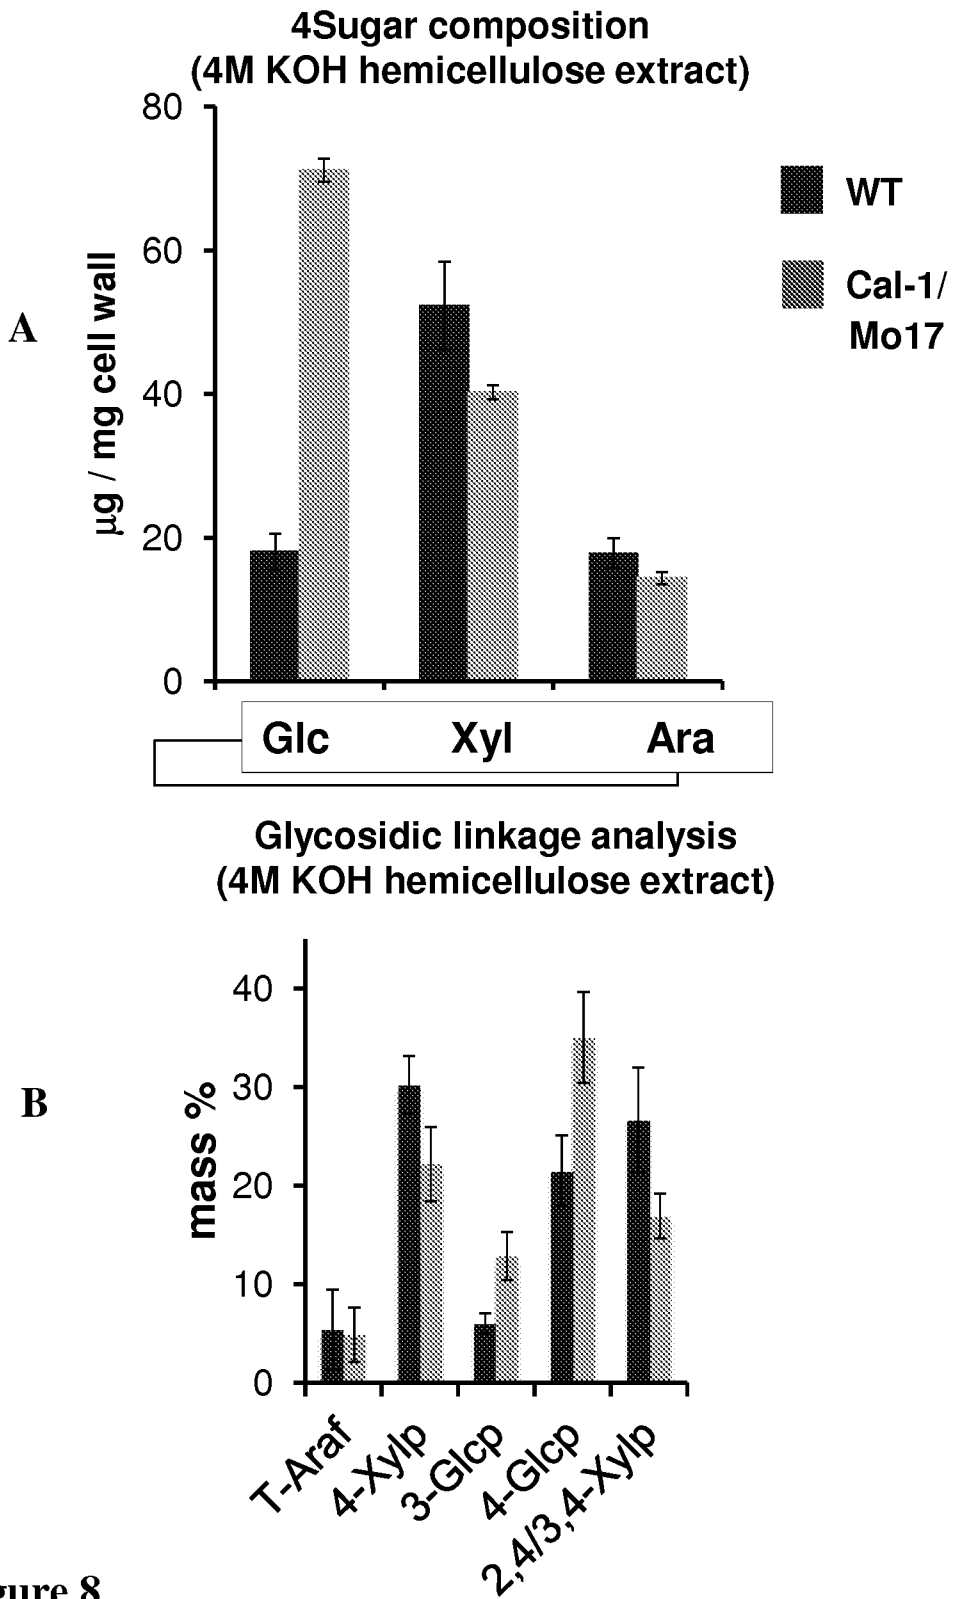 4Sugar composition
(4M KOH hemicellulose extract)
80
60
40
20
0
μg / mg cell wall
A
WT
Cal-1/
Mo17
Glc Xyl Ara
Glycosidic linkage analysis
(4M KOH hemicellulose extract)
40
30
20
10
0
mass %
B
T-Araf
4-Xylp
3-Glcp
4-Glcp
2,4/3,4-Xylp
gure 8